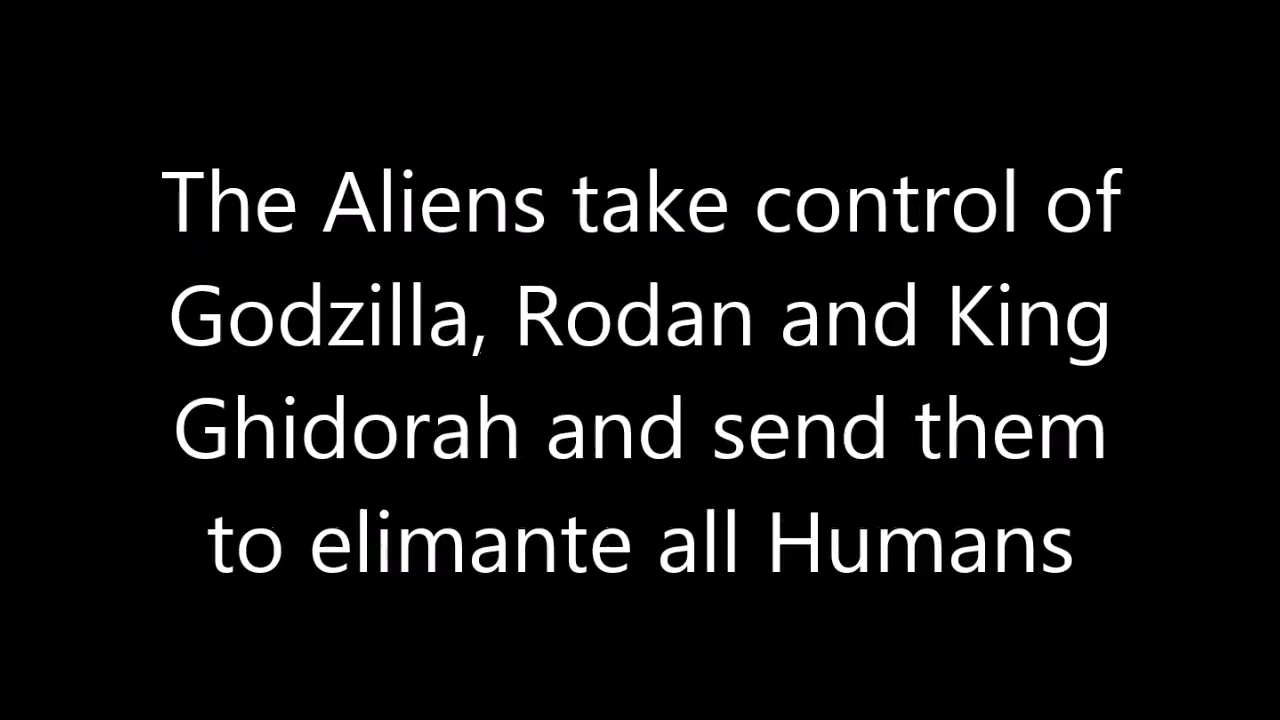 The Aliens take control of
Godzilla, Rodan and King
Ghidorah and send them
to elimante all Humans